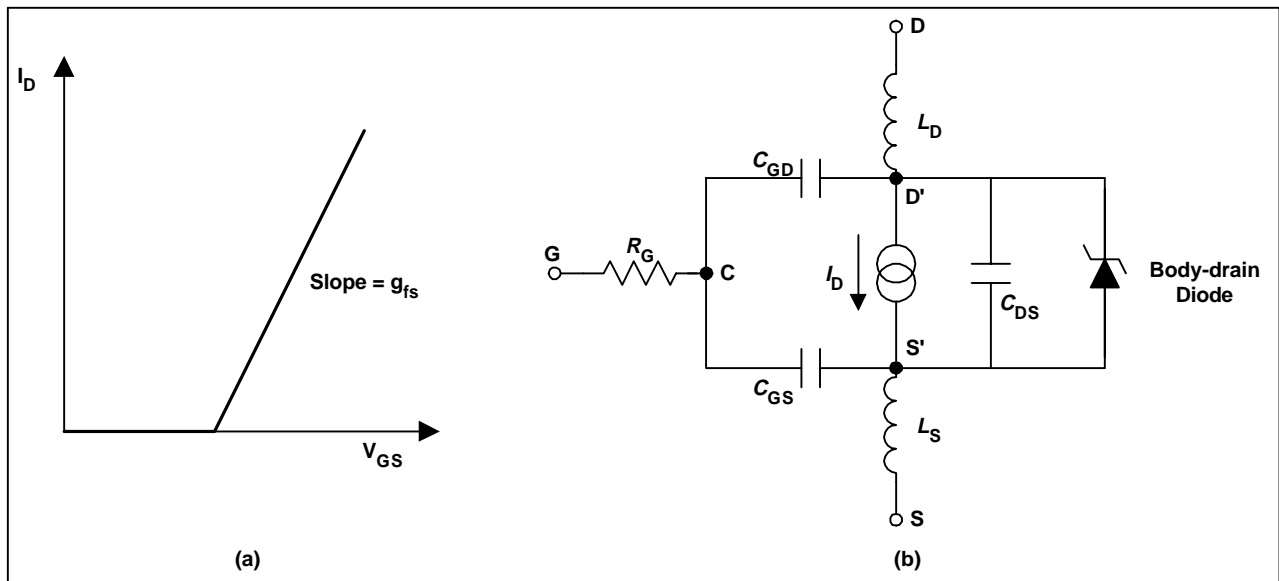 I_D
Slope = g_fs
V_GS
(a)
D
L_D
C_GD
D'
G
R_G
C
I_D
C_DS
Body-drain
Diode
S'
C_GS
L_S
S
(b)